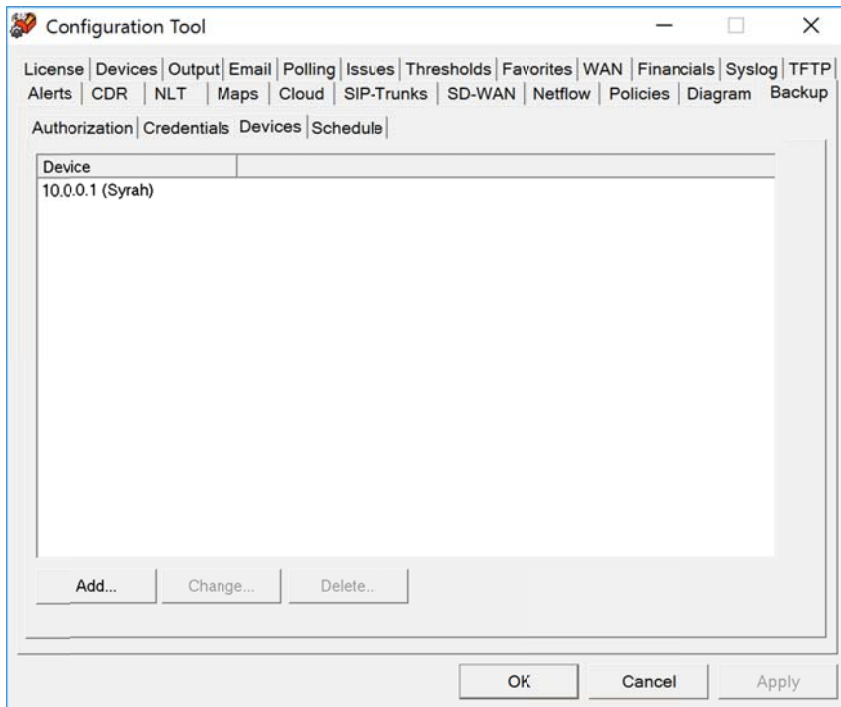 Configuration Tool
License Devices Output Email Polling Issues Thresholds Favorites WAN Financials Syslog TFTP
Alerts CDR NLT Maps Cloud SIP-Trunks SD-WAN Netflow Policies Diagram Backup
Authorization Credentials Devices Schedule
Device
10.0.0.1 (Syrah)
Add... Change... Delete...
OK Cancel Apply